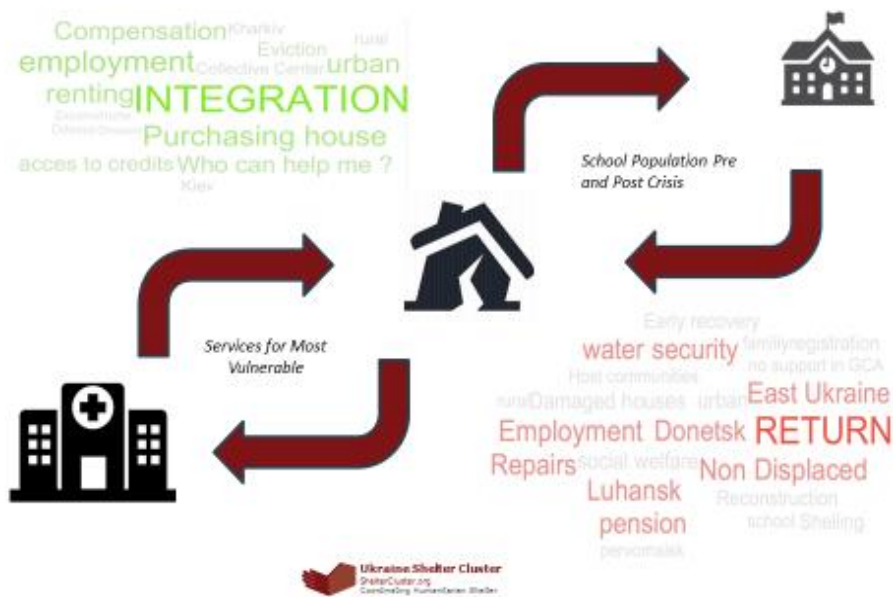 Compensation Kharkiv
Eviction rural
employment Collective Center urban
renting INTEGRATION
Purchasing house
acces to credits Who can help me ?
Kiev
School Population Pre
and Post Crisis
Services for Most
Vulnerable
Early recovery
water security familyregistration
no support in GCA
Host communities
rural Damaged houses urban East Ukraine
Employment Donetsk RETURN
Repairs social welfare Non Displaced
Luhansk Reconstruction
pension school Shelling
pervomaisk
Ukraine Shelter Cluster
ShelterCluster.org
Coordinating Humanitarian Shelter